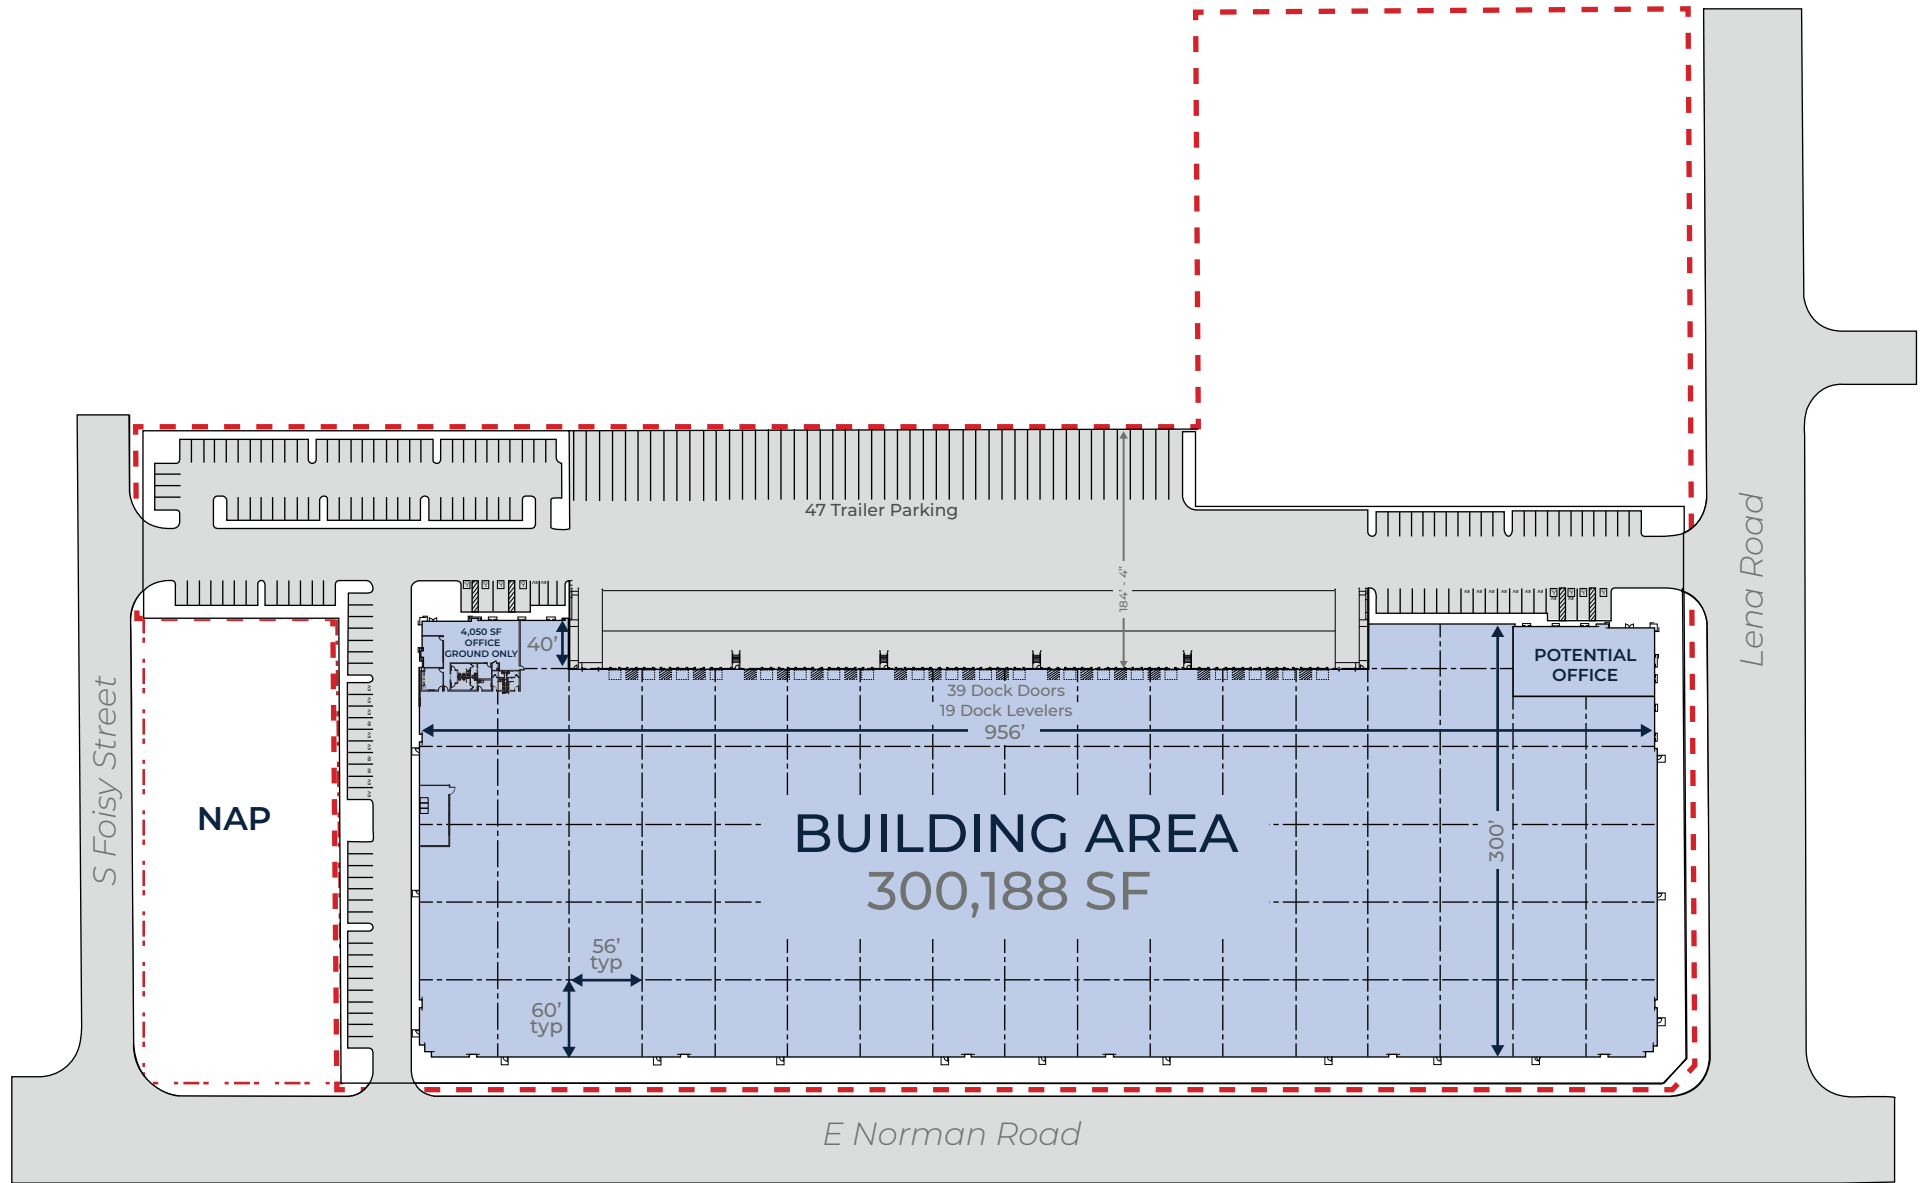 47 Trailer Parking
184' - 4"
4,050 SF
OFFICE
GROUND ONLY
40'
POTENTIAL
OFFICE
39 Dock Doors
19 Dock Levelers
956'
S Foisy Street
Lena Road
NAP
BUILDING AREA
300,188 SF
300'
56'
typ
60'
typ
E Norman Road